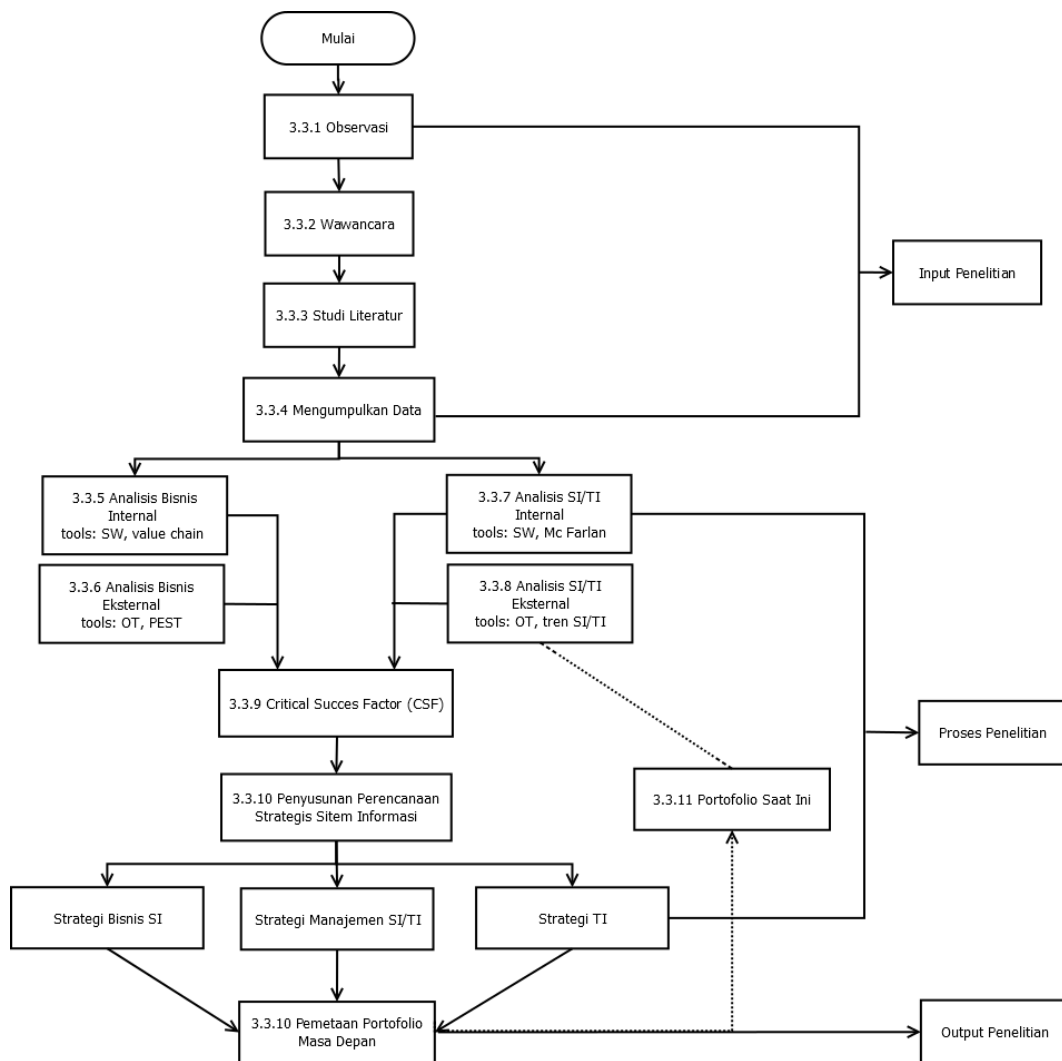 Mulai
3.3.1 Observasi
3.3.2 Wawancara
Input Penelitian
3.3.3 Studi Literatur
3.3.4 Mengumpulkan Data
3.3.5 Analisis Bisnis
Internal
tools: SW, value chain
3.3.7 Analisis SI/TI
Internal
tools: SW, Mc Farlan
3.3.6 Analisis Bisnis
Eksternal
tools: OT, PEST
3.3.8 Analisis SI/TI
Eksternal
tools: OT, tren SI/TI
3.3.9 Critical Succes Factor (CSF)
Proses Penelitian
3.3.10 Penyusunan Perencanaan
Strategis Sitem Informasi
3.3.11 Portofolio Saat Ini
Strategi Bisnis SI
Strategi Manajemen SI/TI
Strategi TI
3.3.10 Pemetaan Portofolio
Masa Depan
Output Penelitian